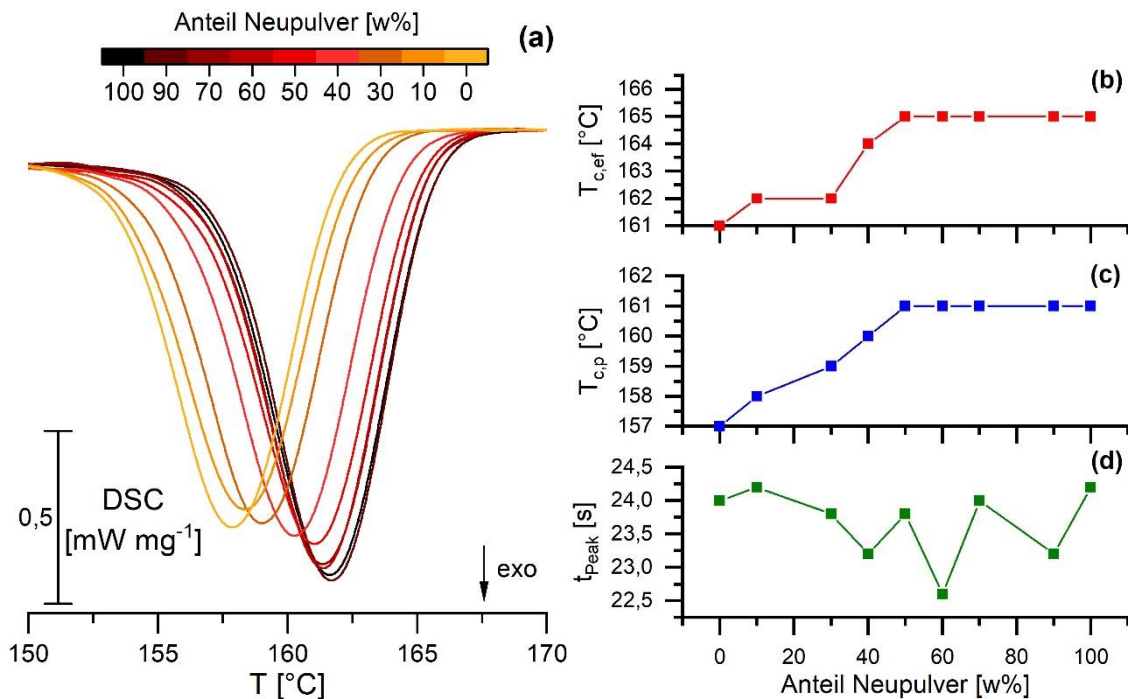 Anteil Neupulver [w%]
(a)
100 90 70 60 50 40 30 10 0
0,5
DSC
[mW mg⁻¹]
exo
150 155 160 165 170
T [°C]
(b)
166
165
164
163
162
161
T_c,ef [°C]
(c)
162
161
160
159
158
157
T_c,p [°C]
(d)
24,5
24,0
23,5
23,0
22,5
t_Peak [s]
0 20 40 60 80 100
Anteil Neupulver [w%]